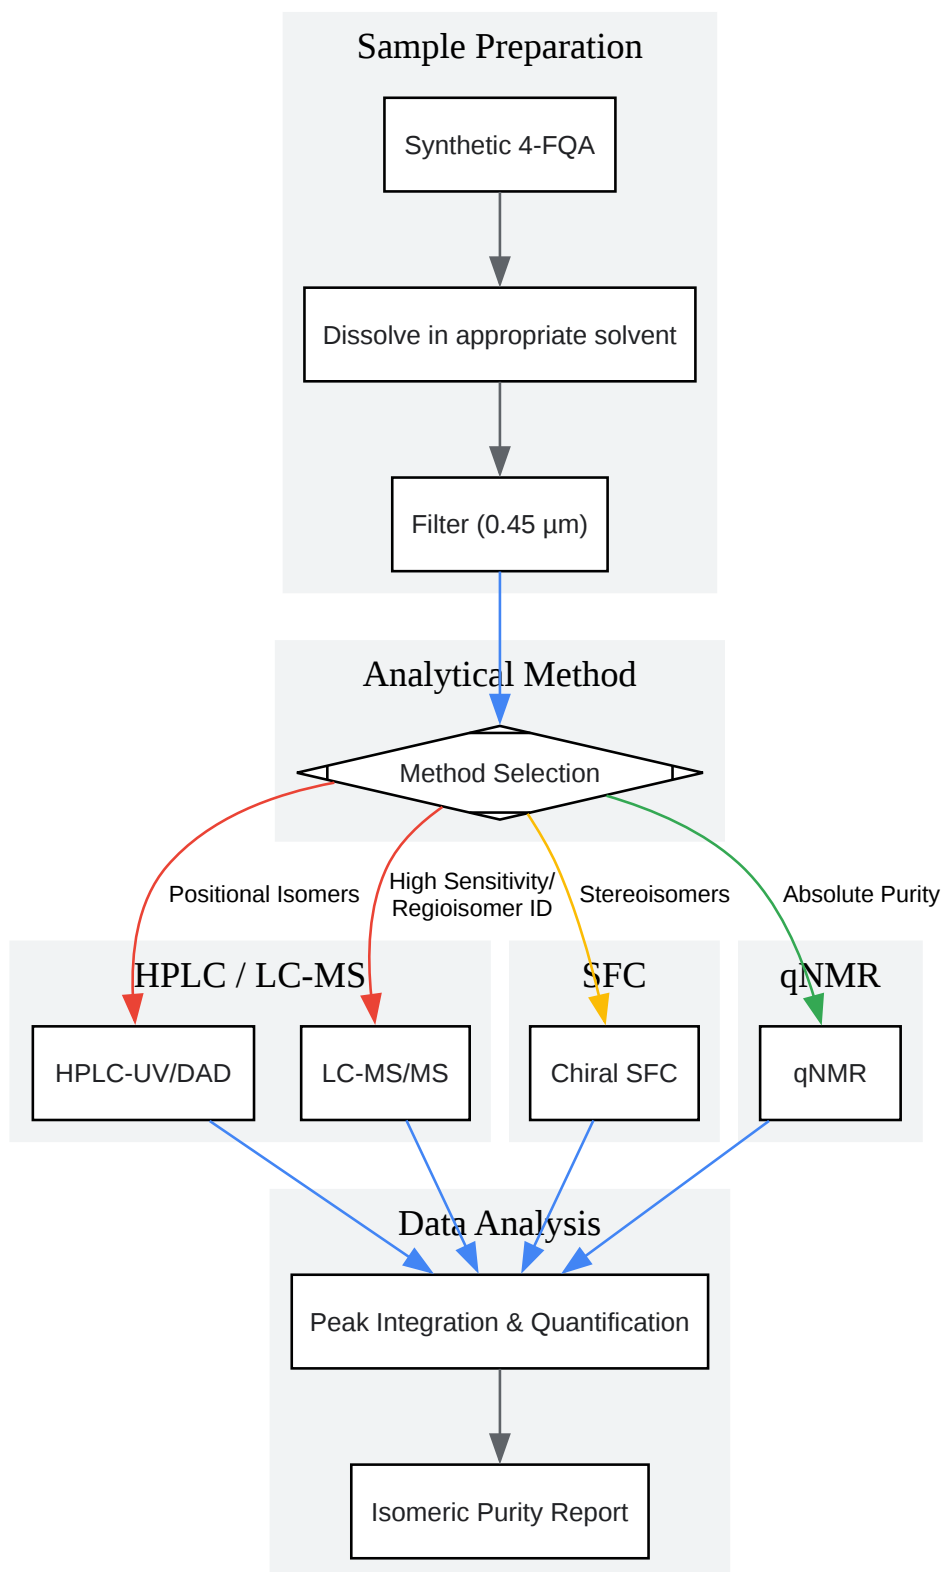 Sample Preparation
Synthetic 4-FQA
Dissolve in appropriate solvent
Filter (0.45 µm)
Analytical Method
Method Selection
Positional Isomers
High Sensitivity/
Regioisomer ID
Stereoisomers
Absolute Purity
HPLC / LC-MS
SFC
qNMR
HPLC-UV/DAD
LC-MS/MS
Chiral SFC
qNMR
Data Analysis
Peak Integration & Quantification
Isomeric Purity Report